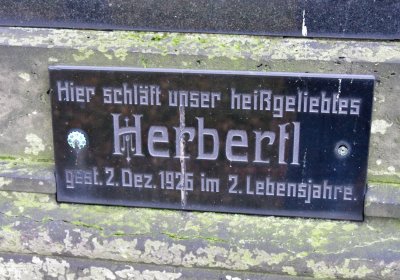 Hier schläft unser heißgeliebtes
Herbertl
gest. 2. Dez. 1926 im 2. Lebensjahre.